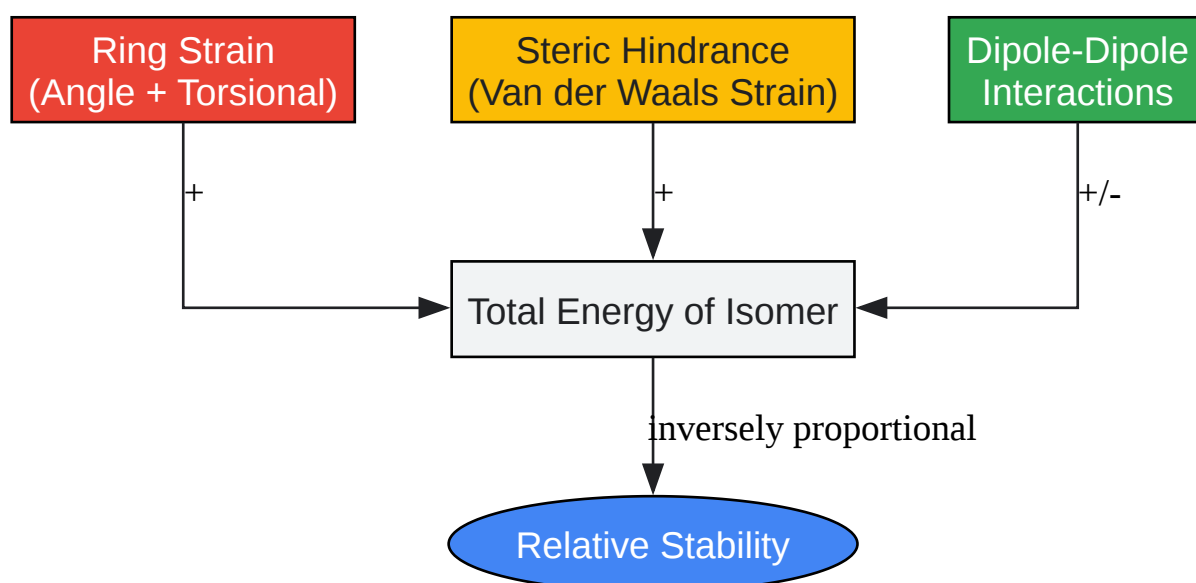 Ring Strain
(Angle + Torsional)
Steric Hindrance
(Van der Waals Strain)
Dipole-Dipole
Interactions
+
+
+/-
Total Energy of Isomer
inversely proportional
Relative Stability